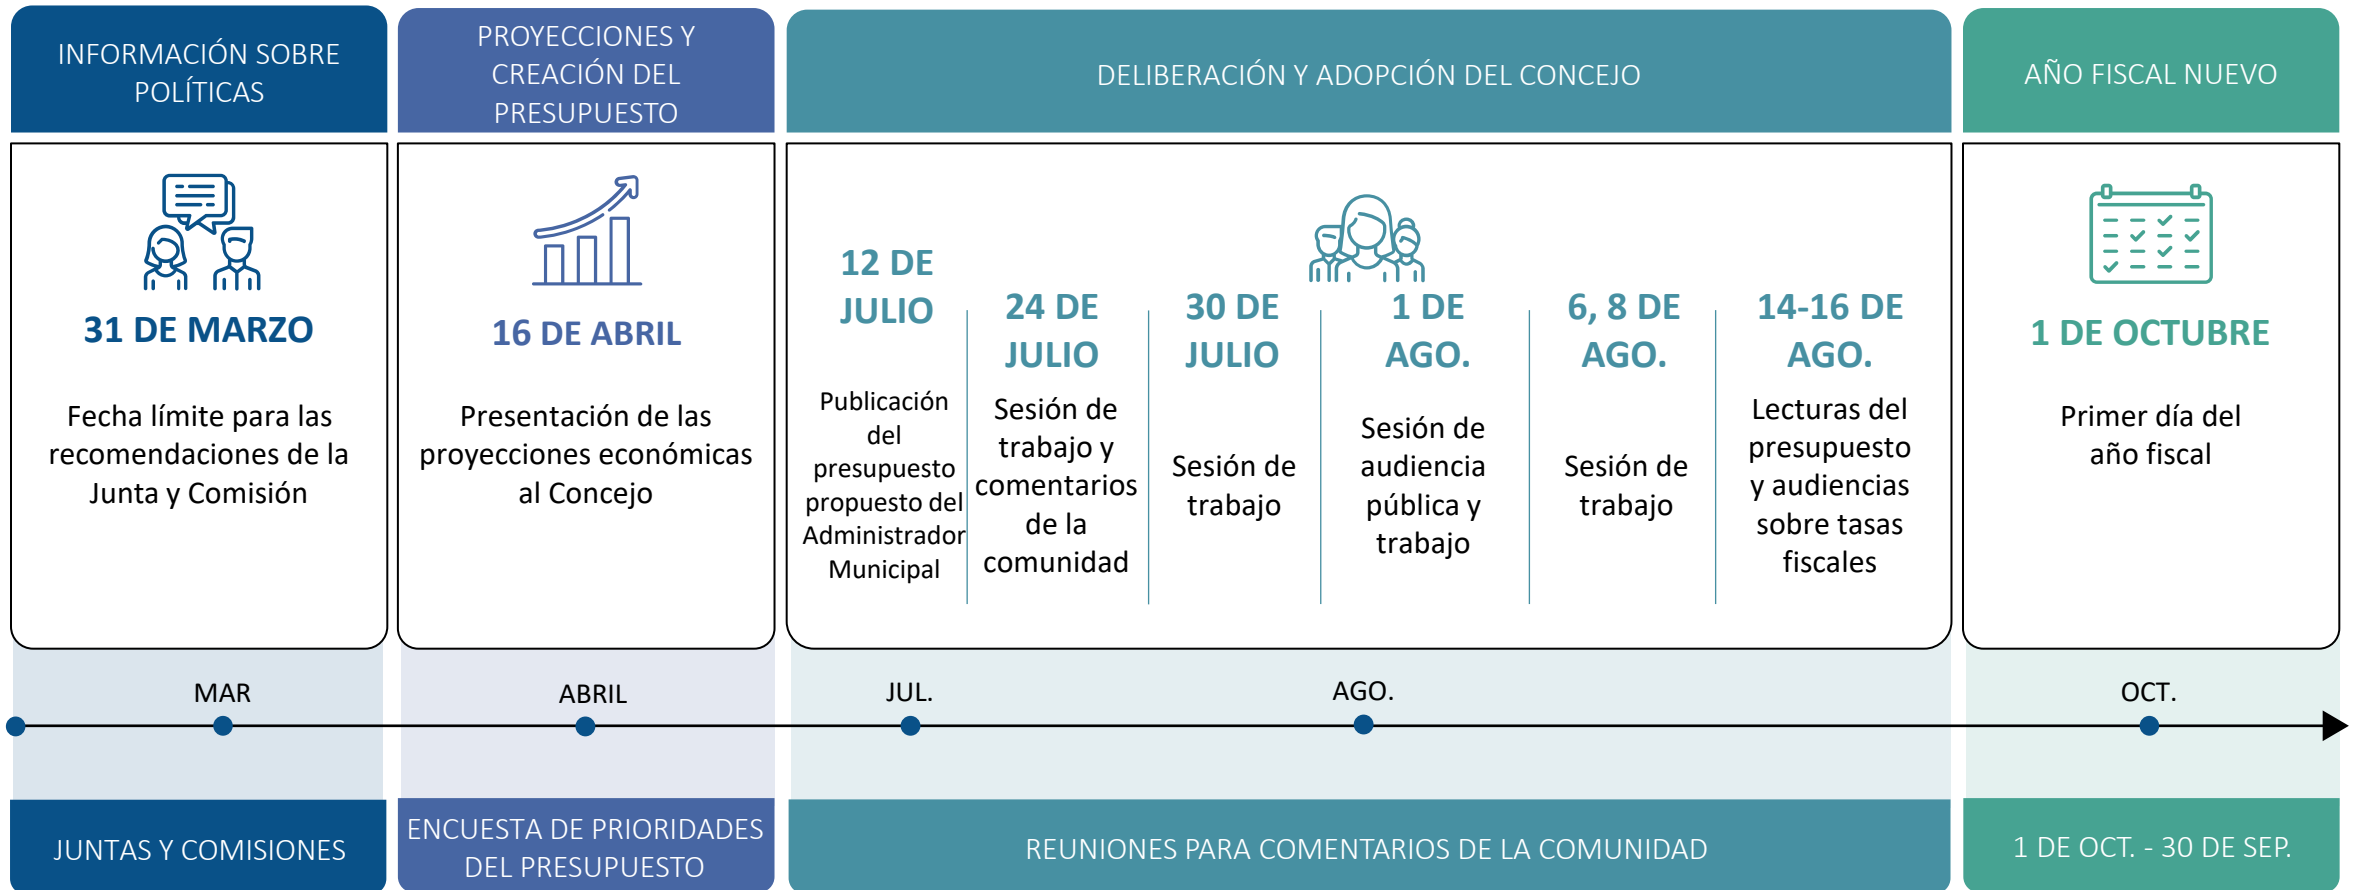 INFORMACIÓN SOBRE
POLÍTICAS
PROYECCIONES Y
CREACIÓN DEL
PRESUPUESTO
DELIBERACIÓN Y ADOPCIÓN DEL CONCEJO
AÑO FISCAL NUEVO
31 DE MARZO
Fecha límite para las
recomendaciones de la
Junta y Comisión
16 DE ABRIL
Presentación de las
proyecciones económicas
al Concejo
12 DE
JULIO
Publicación
del
presupuesto
propuesto del
Administrador
Municipal
24 DE
JULIO
Sesión de
trabajo y
comentarios
de la
comunidad
30 DE
JULIO
Sesión de
trabajo
1 DE
AGO.
Sesión de
audiencia
pública y
trabajo
6, 8 DE
AGO.
Sesión de
trabajo
14-16 DE
AGO.
Lecturas del
presupuesto
y audiencias
sobre tasas
fiscales
1 DE OCTUBRE
Primer día del
año fiscal
MAR
ABRIL
JUL.
AGO.
OCT.
JUNTAS Y COMISIONES
ENCUESTA DE PRIORIDADES
DEL PRESUPUESTO
REUNIONES PARA COMENTARIOS DE LA COMUNIDAD
1 DE OCT. - 30 DE SEP.